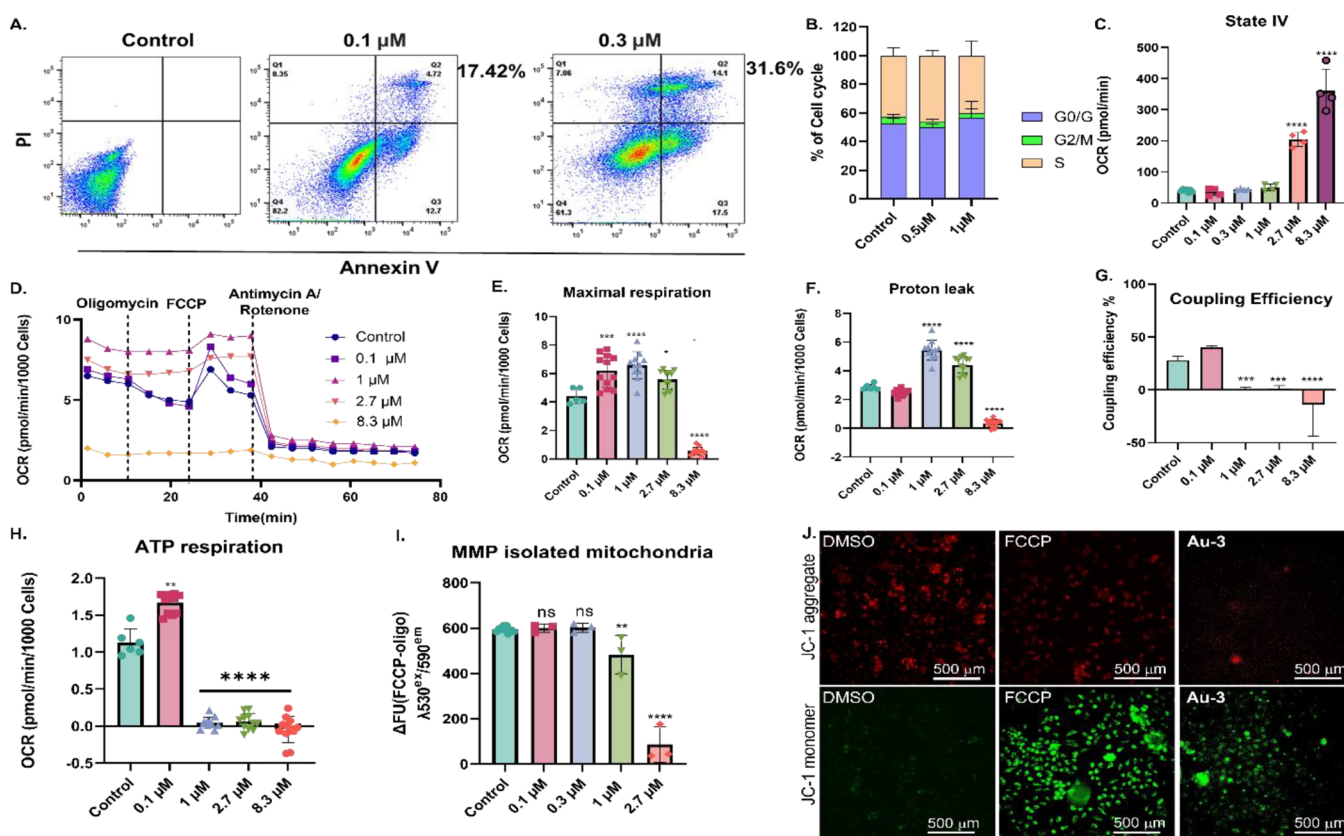 A.
Control
0.1 µM
0.3 µM
PI
Q1
8.35
Q2
4.72
17.42%
Q4
82.2
Q3
12.7
Q1
7.06
Q2
14.1
31.6%
Q4
61.3
Q3
17.5
Annexin V
B.
% of Cell cycle
120
100
80
60
40
20
0
Control
0.5µM
1µM
G0/G
G2/M
S
C.
State IV
OCR (pmol/min)
500
400
300
200
100
0
****
****
Control
0.1 µM
0.3 µM
1 µM
2.7 µM
8.3 µM
D.
Oligomycin
FCCP
Antimycin A/
Rotenone
OCR (pmol/min/1000 Cells)
10
5
0
0
20
40
60
80
Time(min)
Control
0.1 µM
1 µM
2.7 µM
8.3 µM
E.
Maximal respiration
OCR (pmol/min/1000 Cells)
10
8
6
4
2
0
***
****
****
Control
0.1 µM
1 µM
2.7 µM
8.3 µM
F.
Proton leak
OCR (pmol/min/1000 Cells)
8
6
4
2
0
-2
****
****
****
Control
0.1 µM
1 µM
2.7 µM
8.3 µM
G.
Coupling Efficiency
Coupling efficiency %
100
50
0
-50
***
***
****
Control
0.1 µM
1 µM
2.7 µM
8.3 µM
H.
ATP respiration
OCR (pmol/min/1000 Cells)
2.0
1.5
1.0
0.5
0.0
-0.5
**
****
Control
0.1 µM
1 µM
2.7 µM
8.3 µM
I.
MMP isolated mitochondria
ΔFU(FCCP-oligo)
λ530ex/590em
800
600
400
200
0
ns
ns
**
****
Control
0.1 µM
0.3 µM
1 µM
2.7 µM
J.
JC-1 aggregate
DMSO
500 µm
FCCP
500 µm
Au-3
500 µm
JC-1 monomer
DMSO
500 µm
FCCP
500 µm
Au-3
500 µm